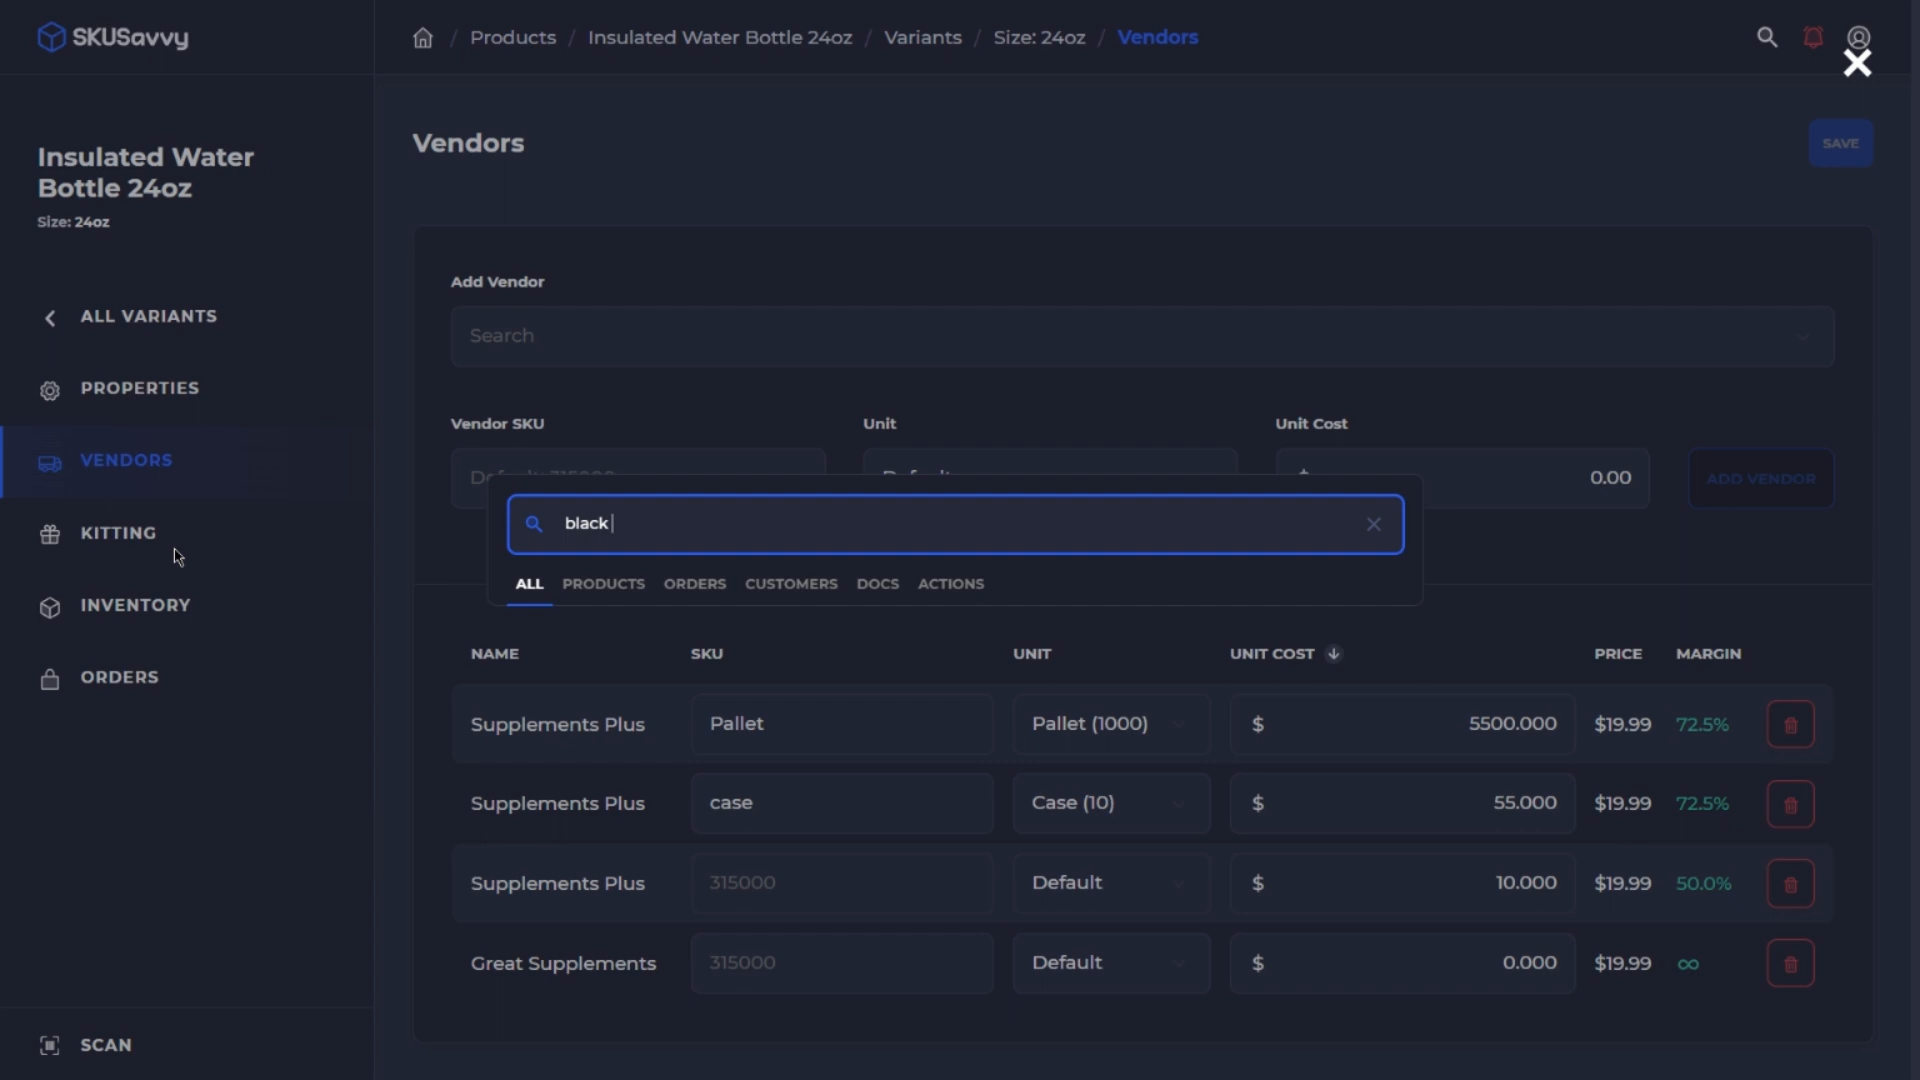 SKUSavvy
/ Products / Insulated Water Bottle 24oz / Variants / Size: 24oz / Vendors
Insulated Water
Bottle 24oz
Size: 24oz
ALL VARIANTS
PROPERTIES
VENDORS
KITTING
INVENTORY
ORDERS
SCAN
Vendors
SAVE
Add Vendor
Search
Vendor SKU Unit Unit Cost
0.00 ADD VENDOR
black
ALL PRODUCTS ORDERS CUSTOMERS DOCS ACTIONS
NAME SKU UNIT UNIT COST PRICE MARGIN
Supplements Plus Pallet Pallet (1000) $ 5500.000 $19.99 72.5%
Supplements Plus case Case (10) $ 55.000 $19.99 72.5%
Supplements Plus 315000 Default $ 10.000 $19.99 50.0%
Great Supplements 315000 Default $ 0.000 $19.99 ∞